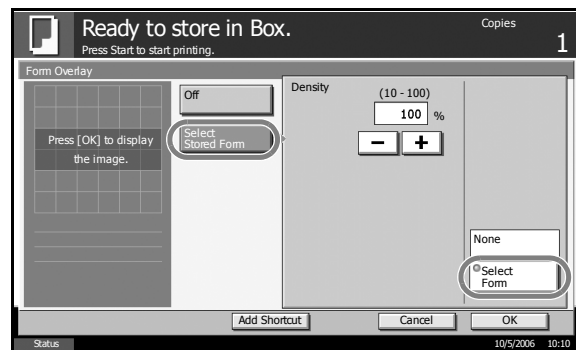 Ready to store in Box.
Press Start to start printing.
Copies
1
Form Overlay
Press [OK] to display
the image.
Off
Select
Stored Form
Density
(10 - 100)
100 %
None
Select
Form
Add Shortcut
Cancel
OK
Status
10/5/2006 10:10